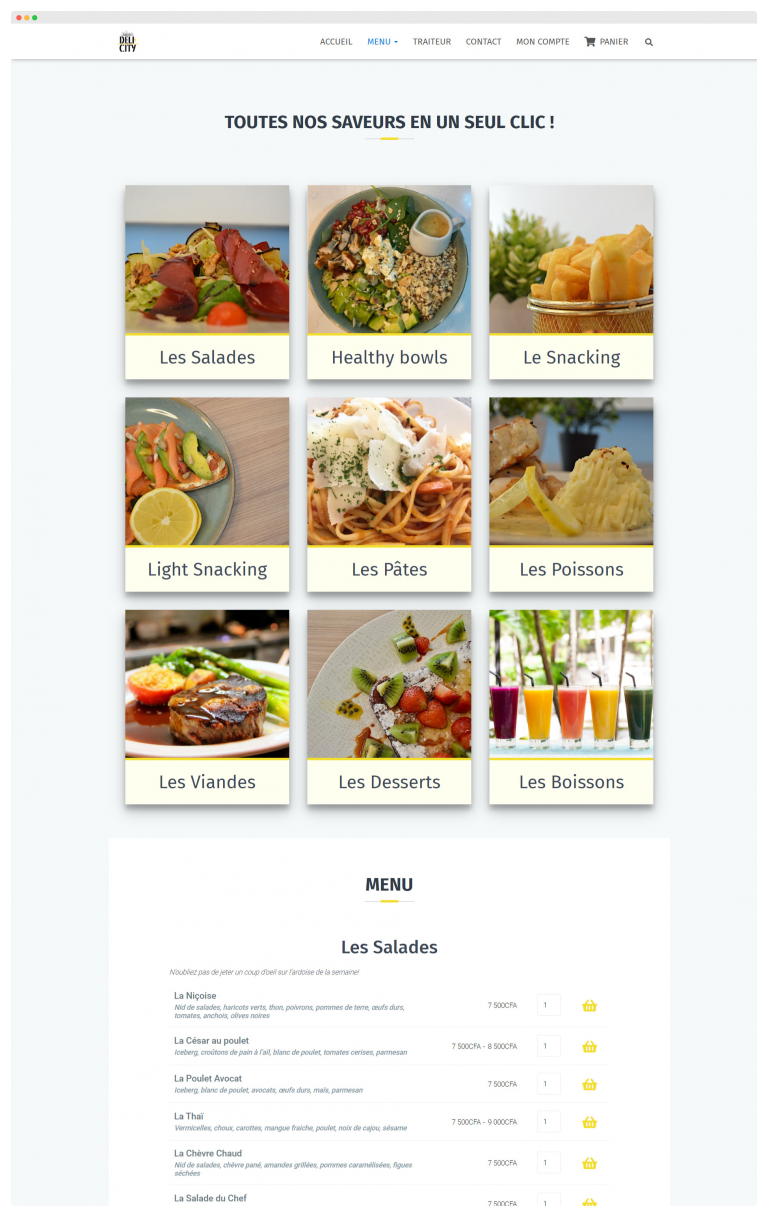 DELI
CITY
ACCUEIL MENU TRAITEUR CONTACT MON COMPTE PANIER
TOUTES NOS SAVEURS EN UN SEUL CLIC !
Les Salades
Healthy bowls
Le Snacking
Light Snacking
Les Pâtes
Les Poissons
Les Viandes
Les Desserts
Les Boissons
MENU
Les Salades
N'oubliez pas de jeter un coup d'oeil sur l'ardoise de la semaine!
La Niçoise
Nid de salades, haricots verts, thon, poivrons, pommes de terre, œufs durs,
tomates, anchois, olives noires
7 500CFA 1
La César au poulet
Iceberg, croûtons de pain à l'ail, blanc de poulet, tomates cerises, parmesan
7 500CFA - 8 500CFA 1
La Poulet Avocat
Iceberg, blanc de poulet, avocats, œufs durs, maïs, parmesan
7 500CFA 1
La Thaï
Vermicelles, choux, carottes, mangue fraiche, poulet, noix de cajou, sésame
7 500CFA - 9 000CFA 1
La Chèvre Chaud
Nid de salades, chèvre pané, amandes grillées, pommes caramélisées, figues
séchées
7 500CFA 1
La Salade du Chef
7 500CFA 1